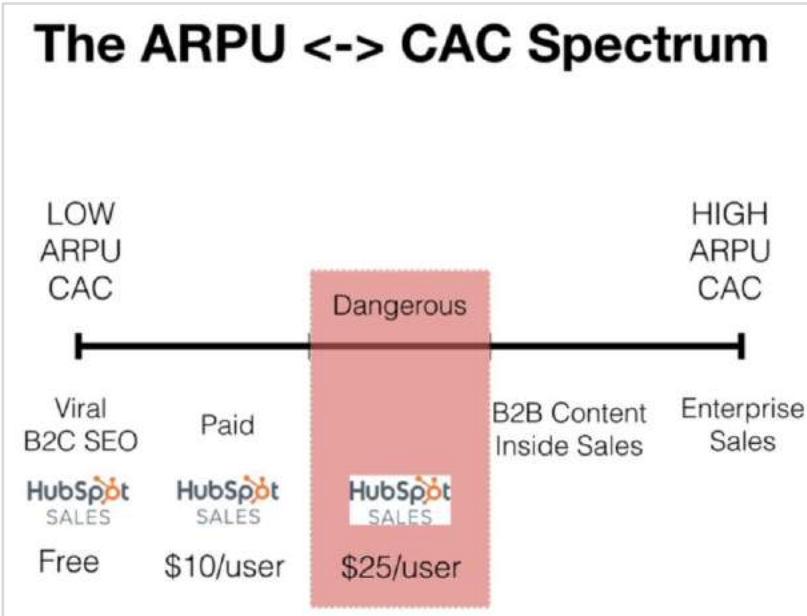 The ARPU <-> CAC Spectrum
LOW
ARPU
CAC
HIGH
ARPU
CAC
Dangerous
Viral
B2C SEO
Paid
B2B Content
Inside Sales
Enterprise
Sales
HubSpot
SALES
HubSpot
SALES
HubSpot
SALES
Free
$10/user
$25/user